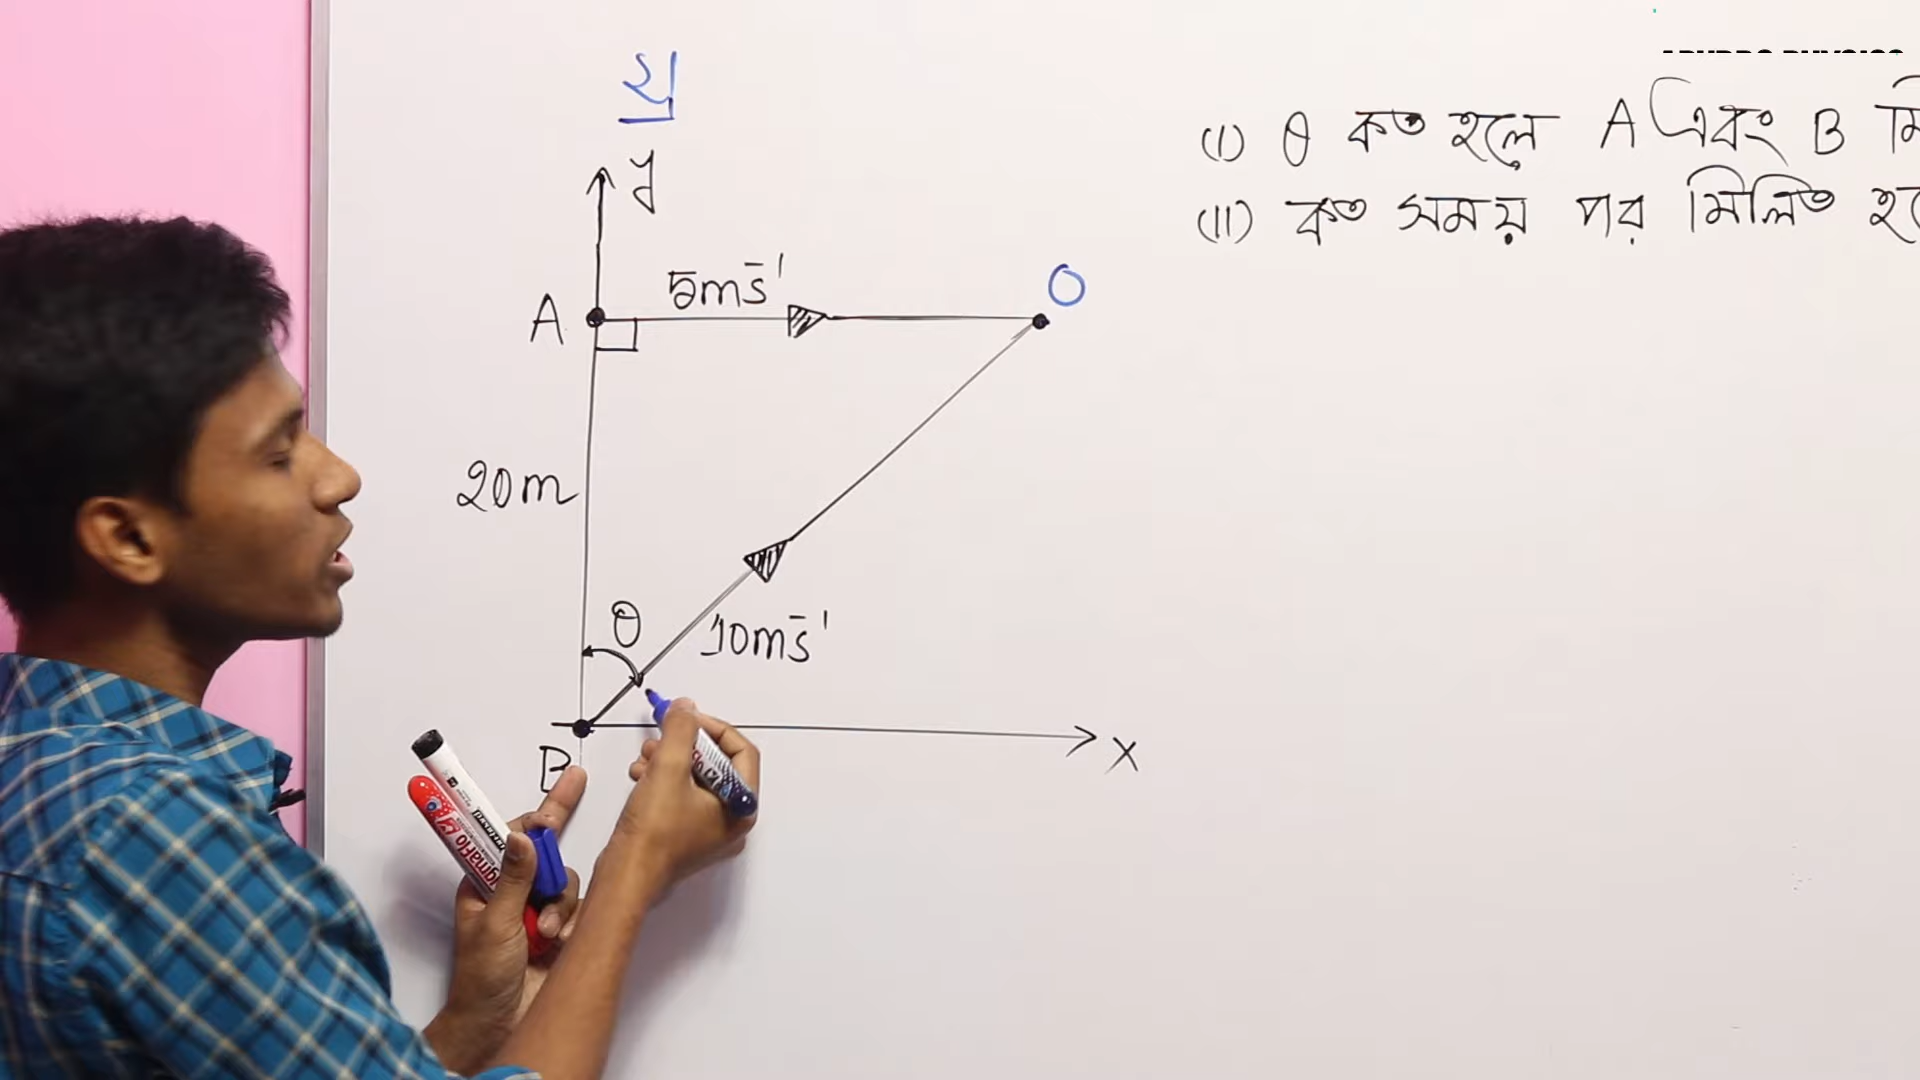 খ
y
A
5ms⁻¹
O
20m
θ
10ms⁻¹
B
x
(I) θ কত হলে A এবং B মি
(II) কত সময় পর মিলিত হ